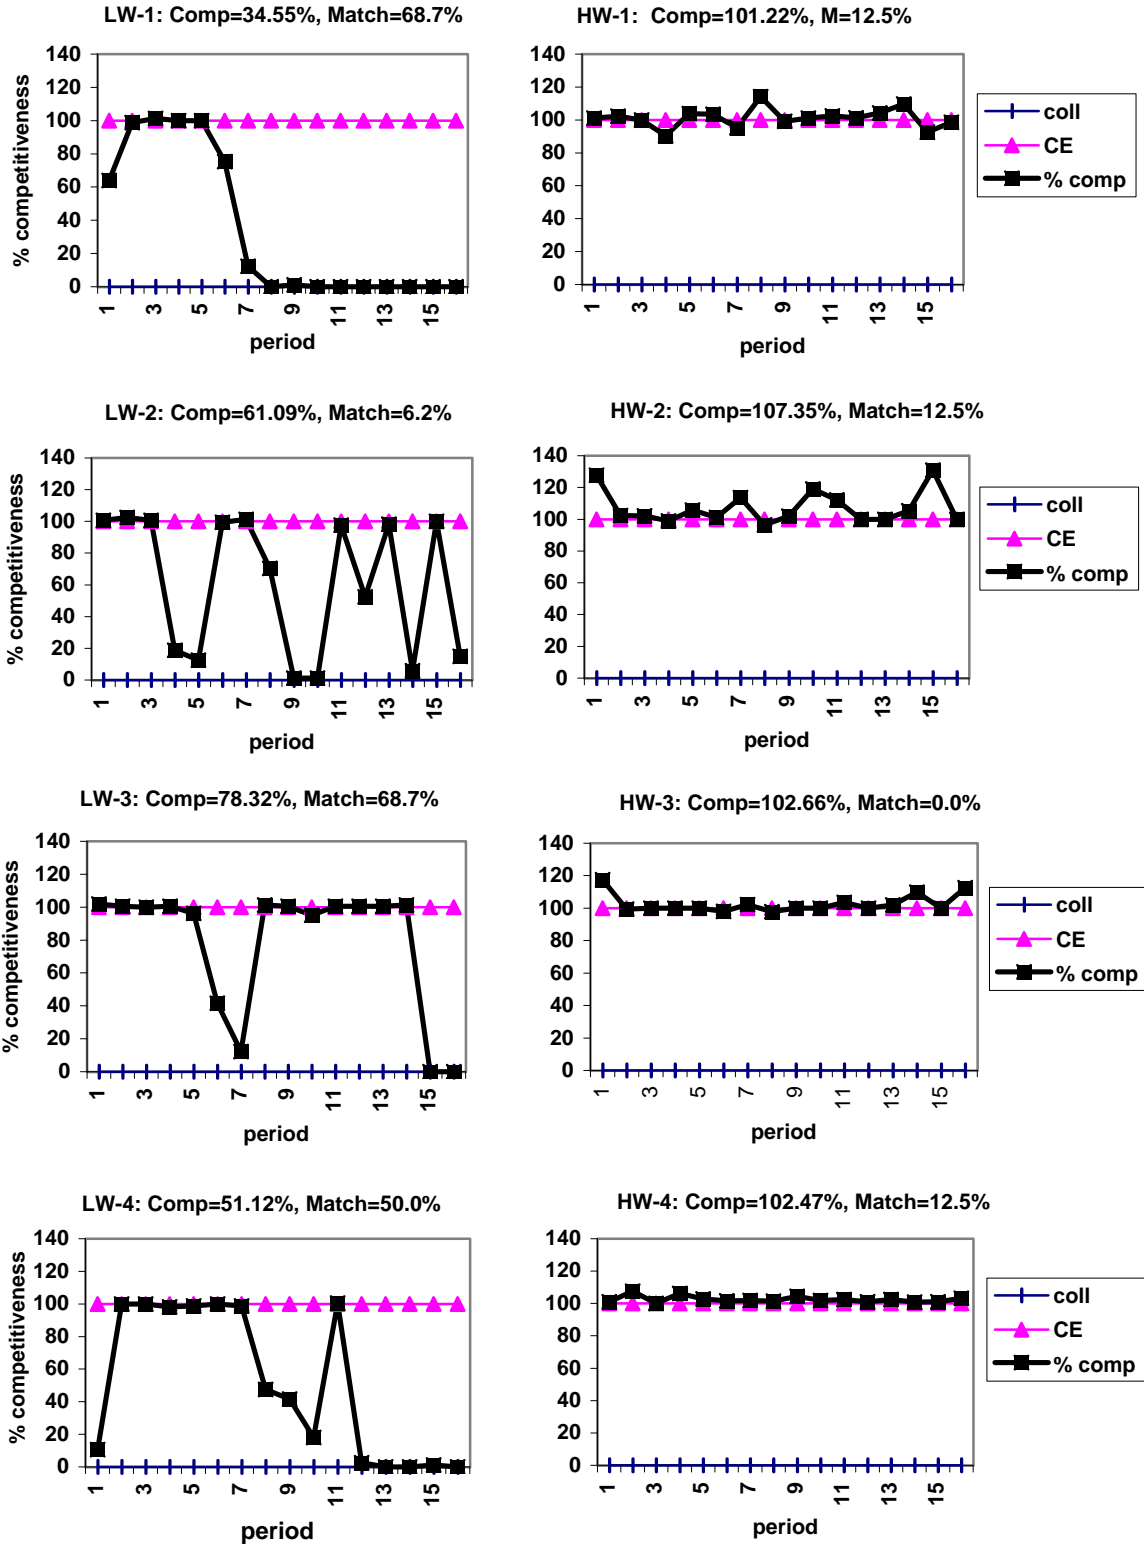 LW-1: Comp=34.55%, Match=68.7%
% competitiveness
140
120
100
80
60
40
20
0
1 3 5 7 9 11 13 15
period
HW-1: Comp=101.22%, M=12.5%
140
120
100
80
60
40
20
0
1 3 5 7 9 11 13 15
period
coll
CE
% comp
LW-2: Comp=61.09%, Match=6.2%
% competitiveness
140
120
100
80
60
40
20
0
1 3 5 7 9 11 13 15
period
HW-2: Comp=107.35%, Match=12.5%
140
120
100
80
60
40
20
0
1 3 5 7 9 11 13 15
period
coll
CE
% comp
LW-3: Comp=78.32%, Match=68.7%
% competitiveness
140
120
100
80
60
40
20
0
1 3 5 7 9 11 13 15
period
HW-3: Comp=102.66%, Match=0.0%
140
120
100
80
60
40
20
0
1 3 5 7 9 11 13 15
period
coll
CE
% comp
LW-4: Comp=51.12%, Match=50.0%
% competitiveness
140
120
100
80
60
40
20
0
1 3 5 7 9 11 13 15
period
HW-4: Comp=102.47%, Match=12.5%
140
120
100
80
60
40
20
0
1 3 5 7 9 11 13 15
period
coll
CE
% comp